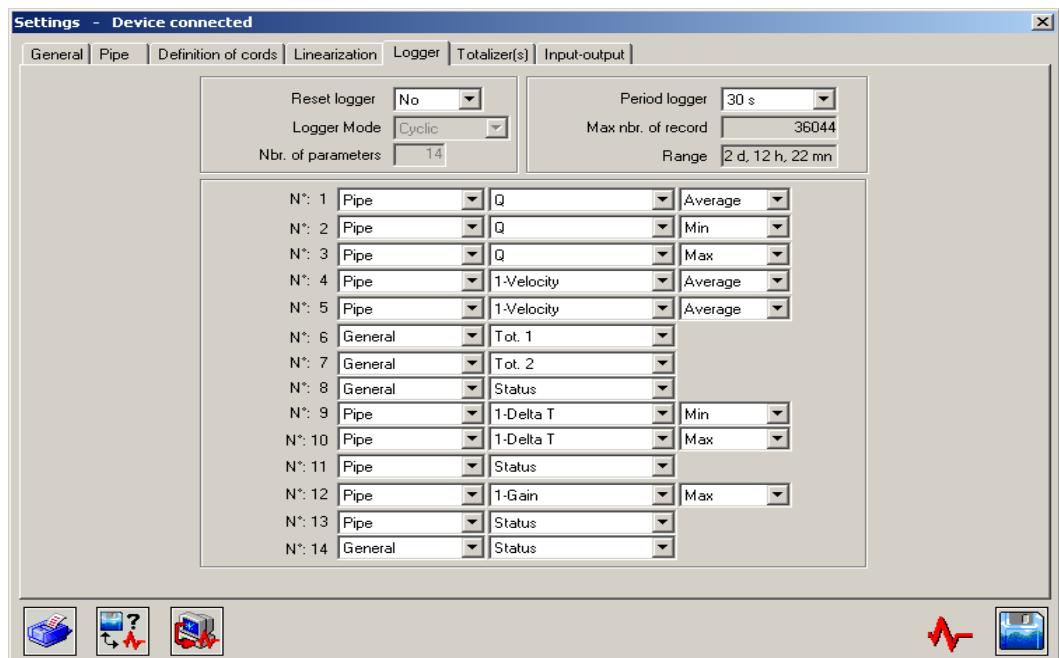 Settings - Device connected
General Pipe Definition of cords Linearization Logger Totalizer(s) Input-output
Reset logger No Period logger 30 s
Logger Mode Cyclic Max nbr. of record 36044
Nbr. of parameters 14 Range 2 d, 12 h, 22 mn
N°: 1 Pipe Q Average
N°: 2 Pipe Q Min
N°: 3 Pipe Q Max
N°: 4 Pipe 1-Velocity Average
N°: 5 Pipe 1-Velocity Average
N°: 6 General Tot. 1
N°: 7 General Tot. 2
N°: 8 General Status
N°: 9 Pipe 1-Delta T Min
N°: 10 Pipe 1-Delta T Max
N°: 11 Pipe Status
N°: 12 Pipe 1-Gain Max
N°: 13 Pipe Status
N°: 14 General Status
?